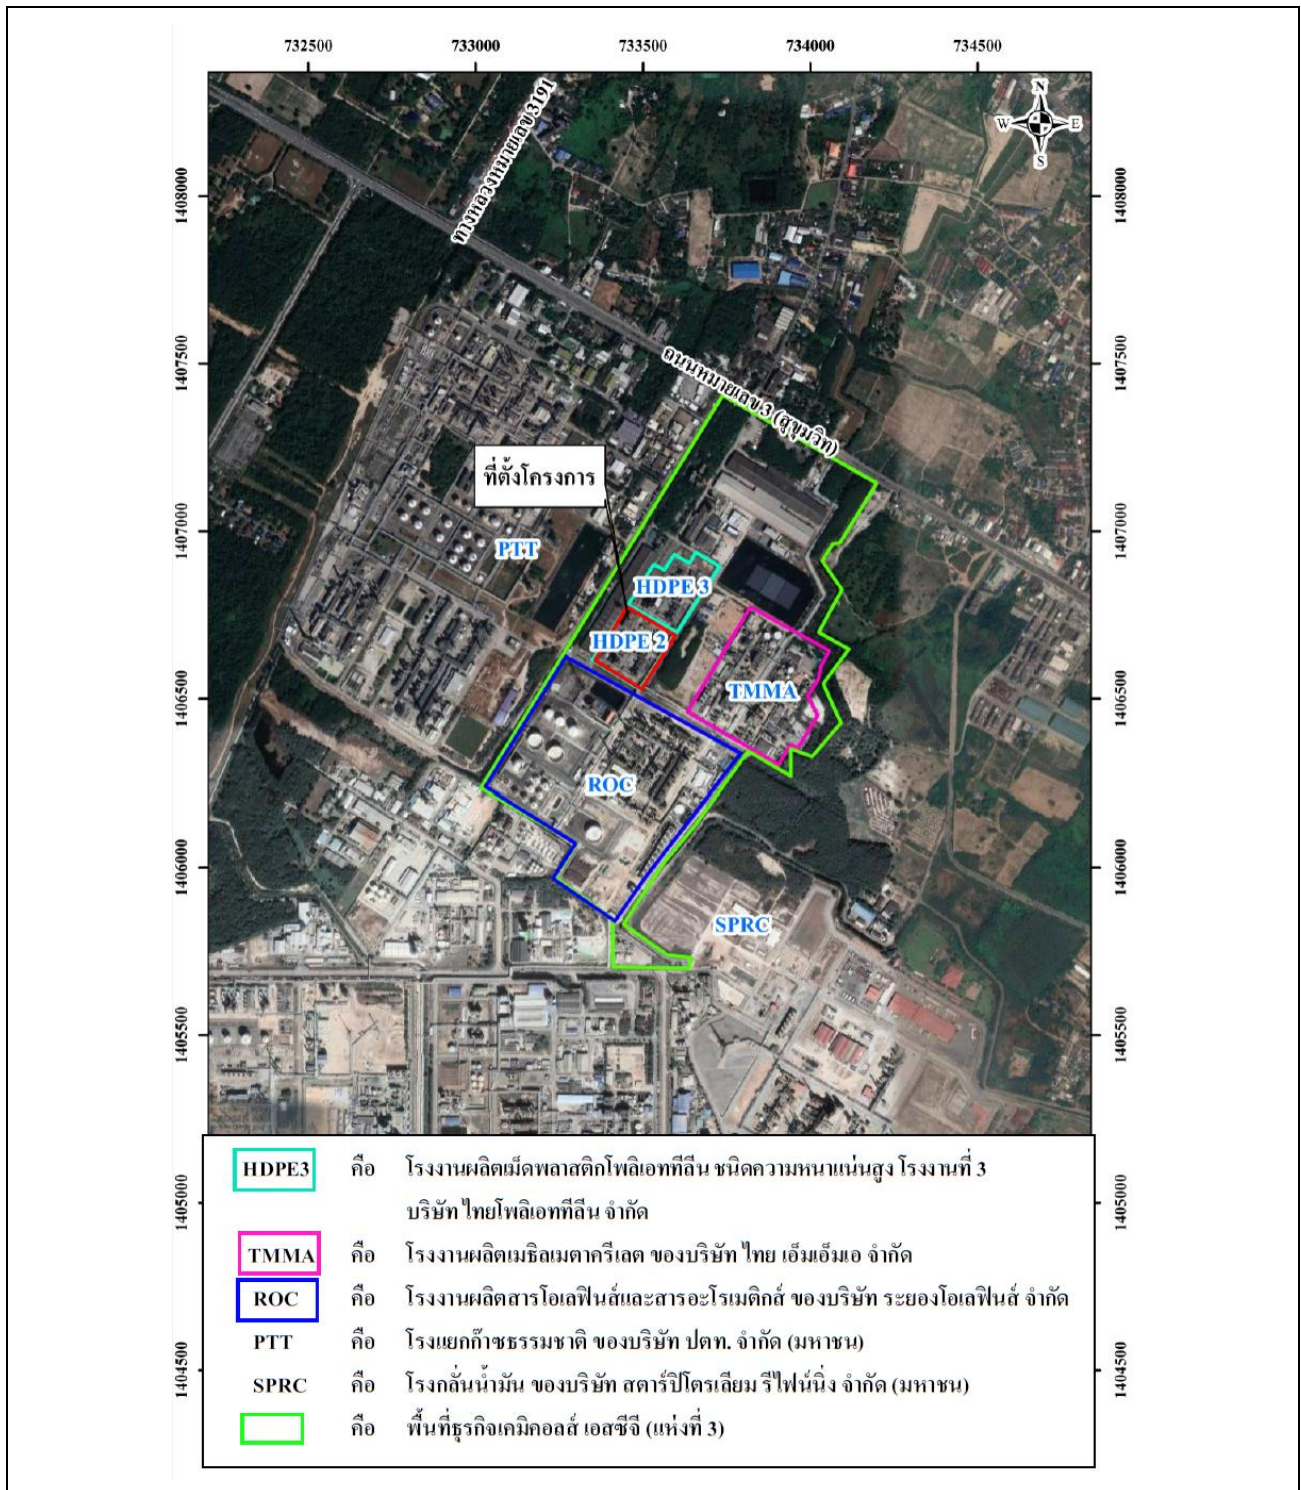 732500 733000 733500 734000 734500
N
W E
S
ทางหลวงหมายเลข 3191
1408000 1408000
1407500 1407500
ถนนหมายเลข 3 (สุขุมวิท)
ที่ตั้งโครงการ
1407000 1407000
PTT
HDPE 3
HDPE 2
TMMA
1406500 1406500
ROC
1406000 1406000
SPRC
1405500 1405500
HDPE3 คือ โรงงานผลิตเม็ดพลาสติกโพลิเอททีลีน ชนิดความหนาแน่นสูง โรงงานที่ 3
บริษัท ไทยโพลิเอททีลีน จำกัด
1405000 1405000
TMMA คือ โรงงานผลิตเมธิลเมตาครีเลต ของบริษัท ไทย เอ็มเอ็มเอ จำกัด
ROC คือ โรงงานผลิตสารโอเลฟินส์และสารอะโรเมติกส์ ของบริษัท ระยองโอเลฟินส์ จำกัด
PTT คือ โรงแยกก๊าซธรรมชาติ ของบริษัท ปตท. จำกัด (มหาชน)
1404500 1404500
SPRC คือ โรงกลั่นน้ำมัน ของบริษัท สตาร์ปิโตรเลียม รีไฟน์นิ่ง จำกัด (มหาชน)
คือ พื้นที่ธุรกิจเคมิคอลส์ เอสซีจี (แห่งที่ 3)